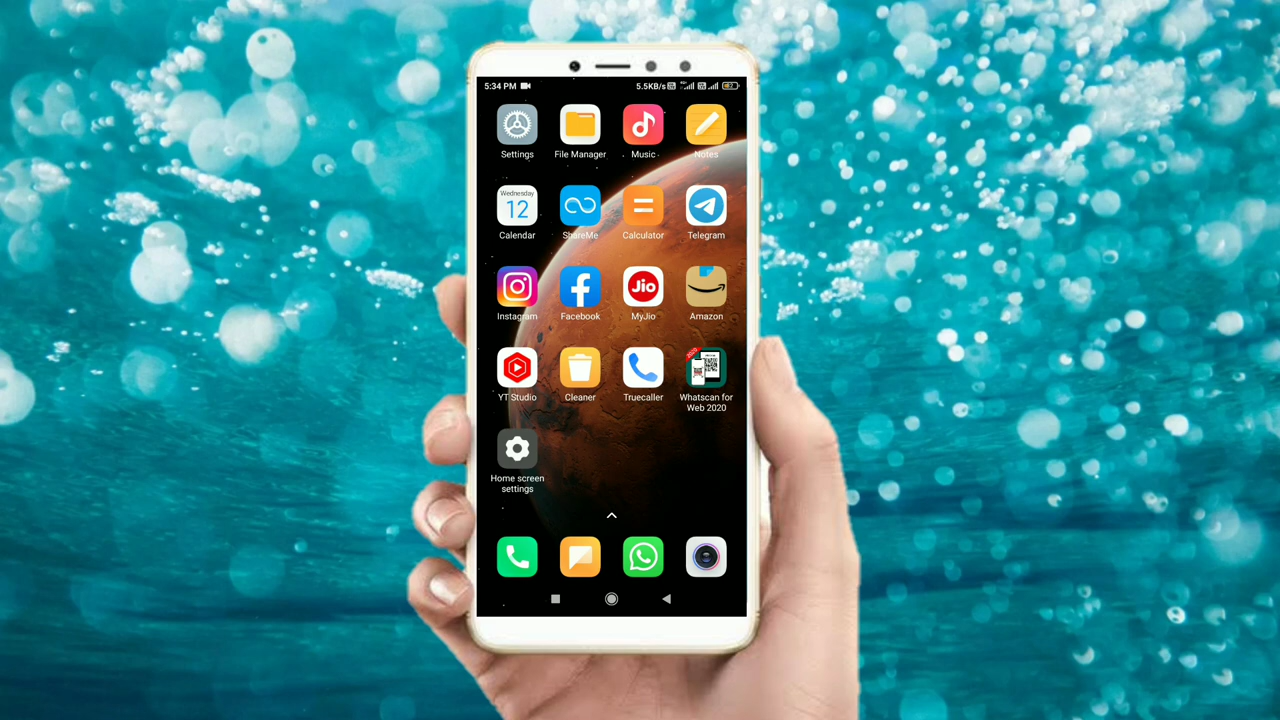 5:34 PM
5.5KB/s
Settings
File Manager
Music
Notes
Wednesday
12
Calendar
ShareMe
Calculator
Telegram
Instagram
Facebook
Jio
MyJio
Amazon
YT Studio
Cleaner
Truecaller
2020
Whatscan for
Web 2020
Home screen
settings